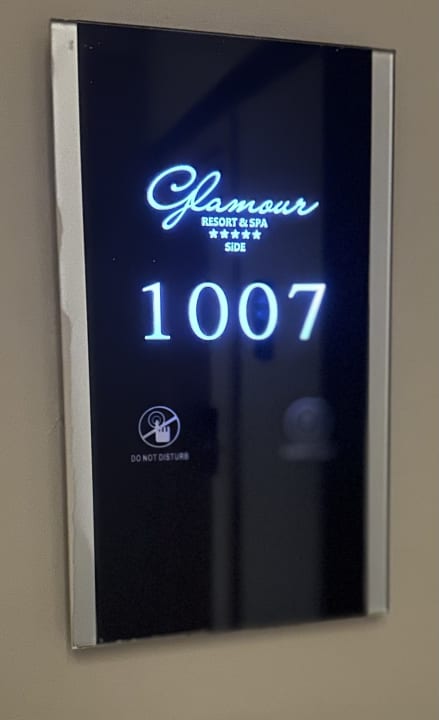 Glamour
RESORT & SPA
★★★★★
SIDE
1007
DO NOT DISTURB